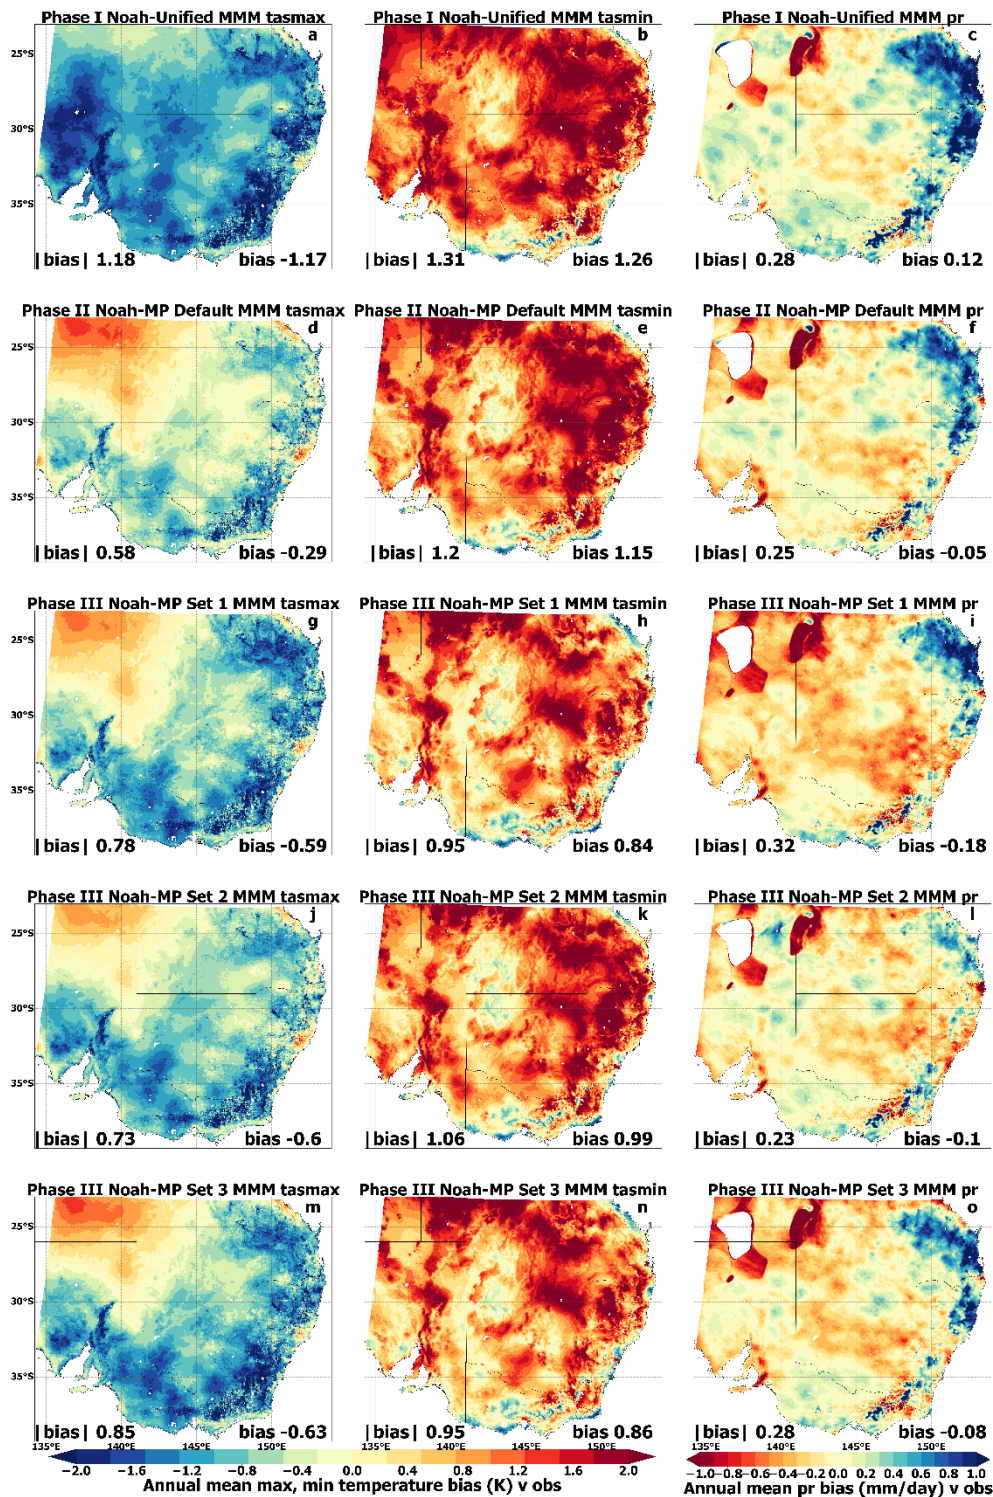 Phase I Noah-Unified MMM tasmax
Phase I Noah-Unified MMM tasmin
Phase I Noah-Unified MMM pr
a
b
c
25°S
30°S
35°S
|bias| 1.18
bias -1.17
|bias| 1.31
bias 1.26
|bias| 0.28
bias 0.12
Phase II Noah-MP Default MMM tasmax
Phase II Noah-MP Default MMM tasmin
Phase II Noah-MP Default MMM pr
d
e
f
25°S
30°S
35°S
|bias| 0.58
bias -0.29
|bias| 1.2
bias 1.15
|bias| 0.25
bias -0.05
Phase III Noah-MP Set 1 MMM tasmax
Phase III Noah-MP Set 1 MMM tasmin
Phase III Noah-MP Set 1 MMM pr
g
h
i
25°S
30°S
35°S
|bias| 0.78
bias -0.59
|bias| 0.95
bias 0.84
|bias| 0.32
bias -0.18
Phase III Noah-MP Set 2 MMM tasmax
Phase III Noah-MP Set 2 MMM tasmin
Phase III Noah-MP Set 2 MMM pr
j
k
l
25°S
30°S
35°S
|bias| 0.73
bias -0.6
|bias| 1.06
bias 0.99
|bias| 0.23
bias -0.1
Phase III Noah-MP Set 3 MMM tasmax
Phase III Noah-MP Set 3 MMM tasmin
Phase III Noah-MP Set 3 MMM pr
m
n
o
25°S
30°S
35°S
|bias| 0.85
bias -0.63
|bias| 0.95
bias 0.86
|bias| 0.28
bias -0.08
135°E 140°E 145°E 150°E
135°E 140°E 145°E 150°E
135°E 140°E 145°E 150°E
−2.0 −1.6 −1.2 −0.8 −0.4 0.0 0.4 0.8 1.2 1.6 2.0
−1.0 −0.8 −0.6 −0.4 −0.2 0.0 0.2 0.4 0.6 0.8 1.0
Annual mean max, min temperature bias (K) v obs
Annual mean pr bias (mm/day) v obs